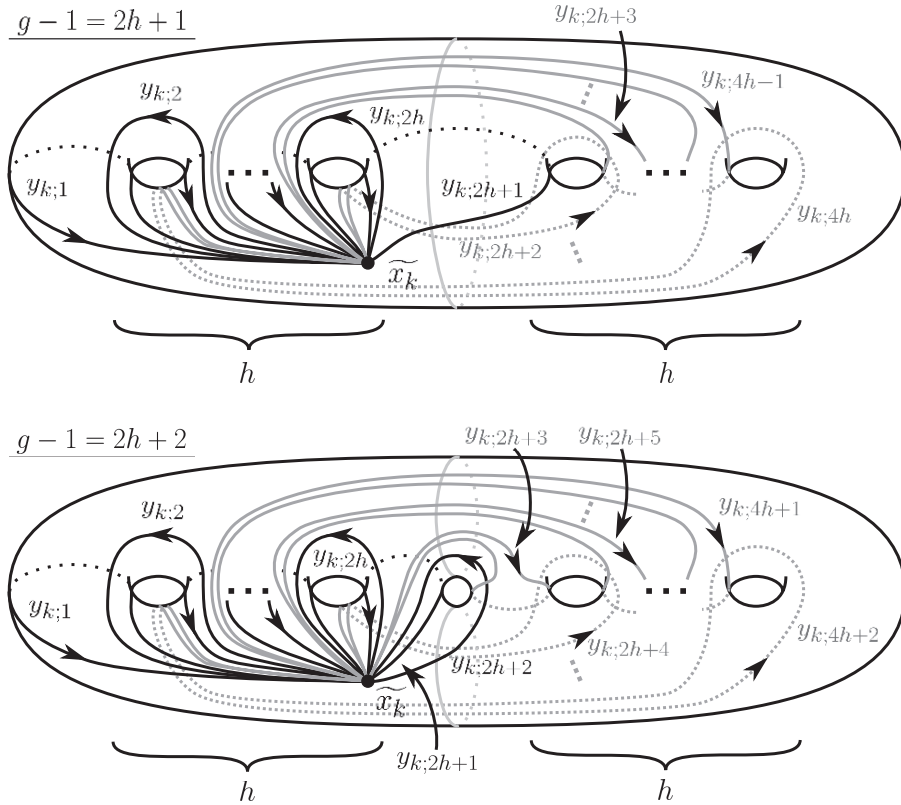 g − 1 = 2h + 1
y_{k;2h+3}
y_{k;2}
y_{k;2h}
y_{k;4h−1}
y_{k;1}
y_{k;2h+1}
y_{k;4h}
y_{k;2h+2}
\widetilde{x_k}
h
h
g − 1 = 2h + 2
y_{k;2h+3}
y_{k;2h+5}
y_{k;2}
y_{k;4h+1}
y_{k;2h}
y_{k;1}
y_{k;4h+2}
y_{k;2h+2}
y_{k;2h+4}
\widetilde{x_k}
y_{k;2h+1}
h
h